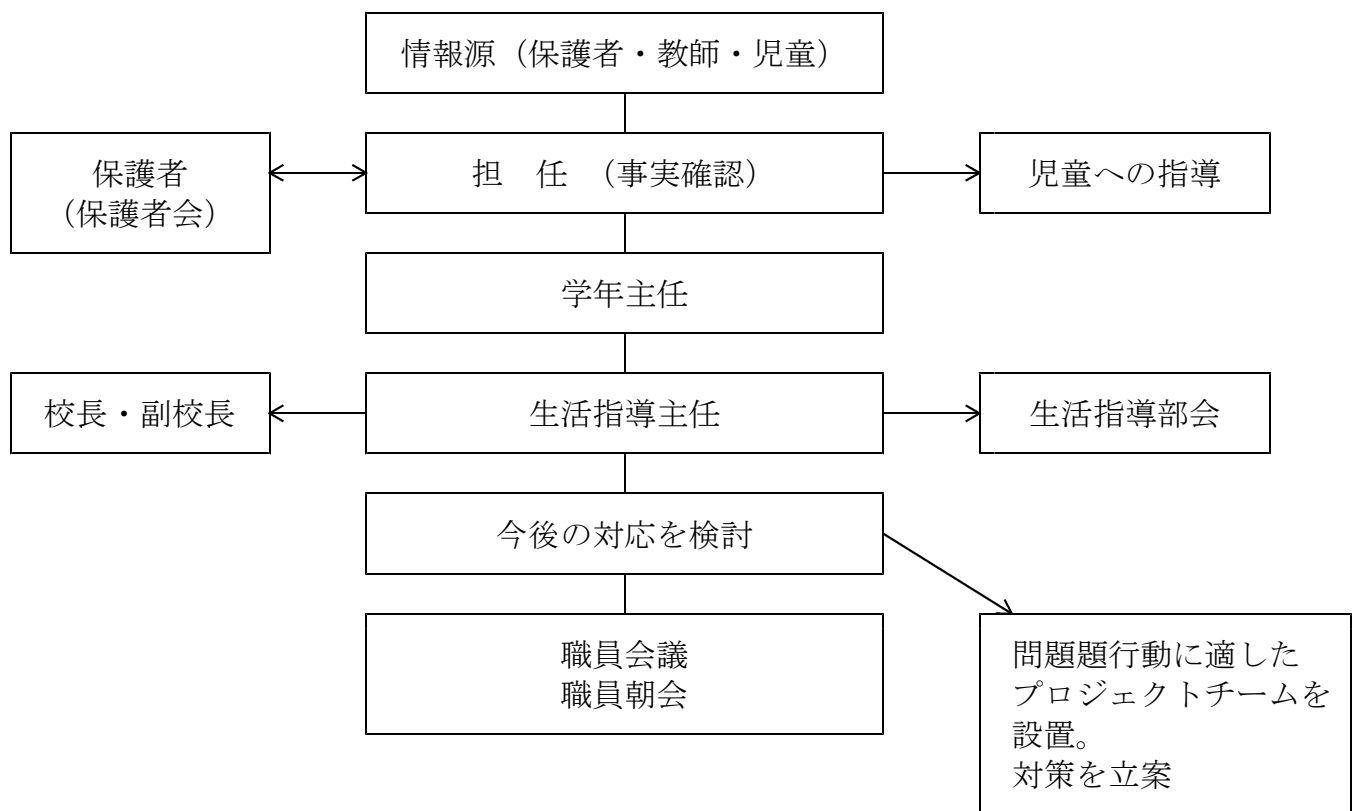 情報源（保護者・教師・児童）
保護者
（保護者会）
担　任　（事実確認）
児童への指導
学年主任
校長・副校長
生活指導主任
生活指導部会
今後の対応を検討
職員会議
職員朝会
問題題行動に適した
プロジェクトチームを
設置。
対策を立案